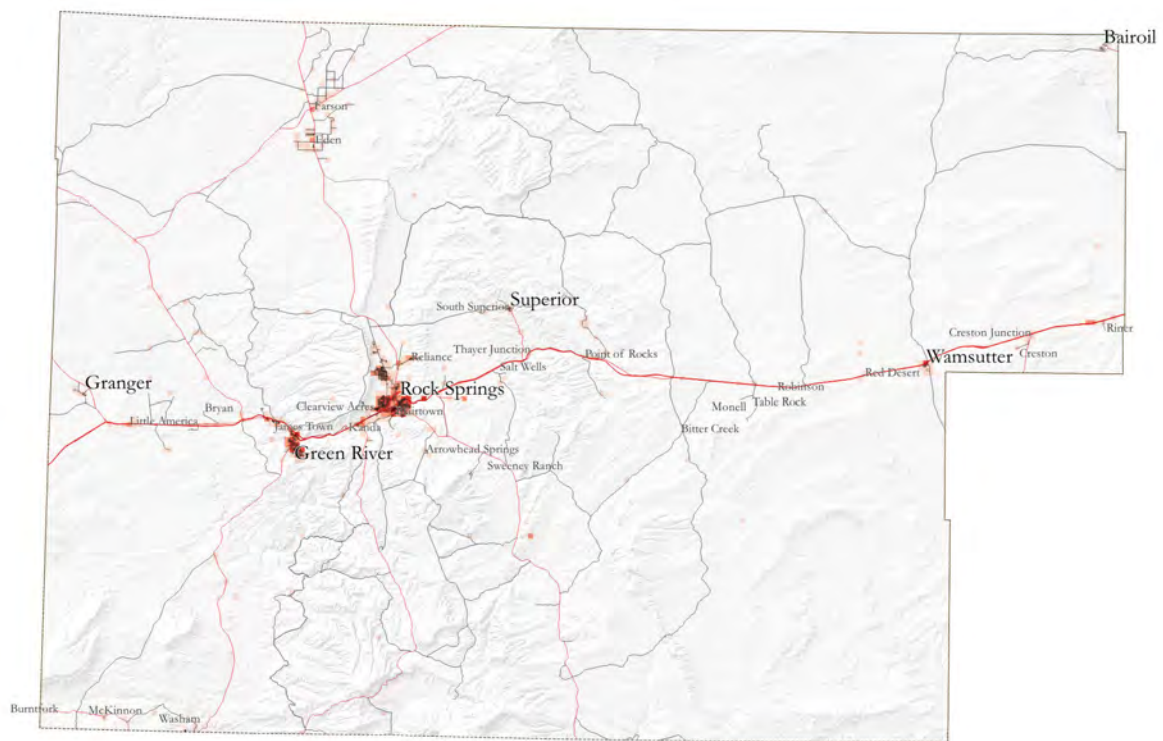 Bairoil
Farson
Eden
South Superior
Superior
Creston Junction
Riner
Thayer Junction
Reliance
Point of Rocks
Creston
Wamsutter
Salt Wells
Red Desert
Granger
Rock Springs
Robinson
Table Rock
Monell
Bryan
Clearview Acres
Little America
James Town
Kanda
Bitter Creek
Green River
Arrowhead Springs
Sweeney Ranch
Burntfork
McKinnon
Washam